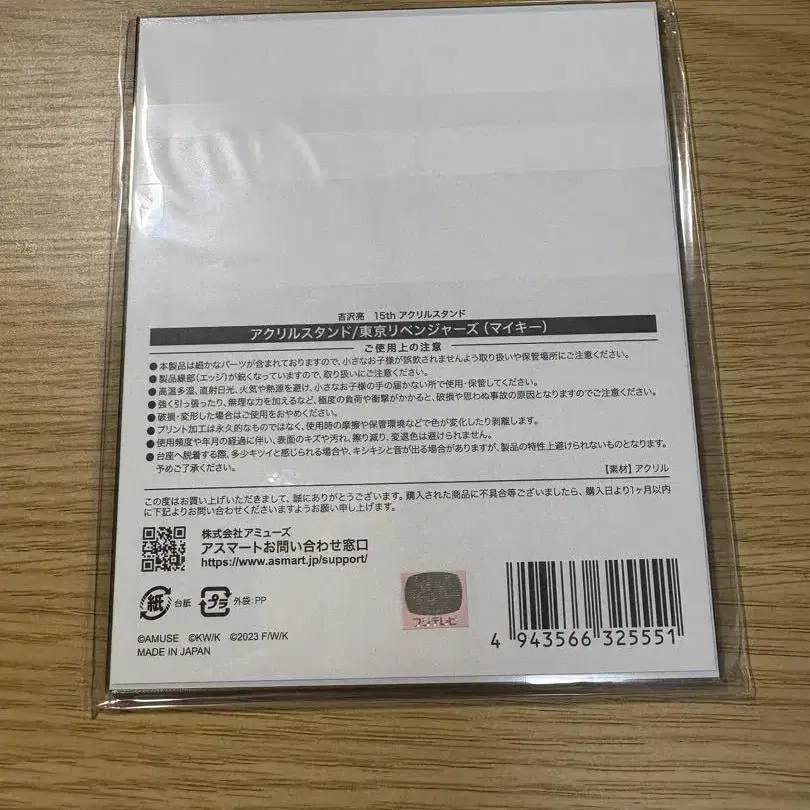 吉沢亮　15th アクリルスタンド
アクリルスタンド/東京リベンジャーズ（マイキー）
ご使用上の注意
●本製品は細かなパーツが含まれておりますので、小さなお子様が誤飲されませんよう取り扱いや保管場所にご注意ください。
●製品縁部（エッジ）が鋭くなっていますので、取り扱いにご注意ください。
●高温多湿、直射日光、火気や熱源を避け、小さなお子様の手の届かない所で使用・保管してください。
●強く引っ張ったり、無理な力を加えるなど、極度の負荷や衝撃がかかると、破損や思わぬ事故の原因となりますのでご注意ください。
●破損・変形した場合はご使用をおやめください。
●プリント加工は永久的なものではなく、使用時の摩擦や保管環境などで色が変化したり剥離します。
●使用頻度や年月の経過に伴い、表面のキズや汚れ、擦り減り、変退色は避けられません。
●台座へ脱着する際、多少キツイと感じられる場合や、キシキシと音が出る場合がありますが、製品の特性上避けられないものとなります。
予めご了承ください。
【素材】アクリル
この度はお買い上げいただきまして、誠にありがとうございます。購入された商品に不具合等ございましたら、購入日より1ヶ月以内
に下記よりお問い合わせくださいますようお願い申し上げます。
株式会社アミューズ
アスマートお問い合わせ窓口
https://www.asmart.jp/support/
紙 台紙 プラ 外袋:PP
フジテレビ
©AMUSE ©KW/K ©2023 F/W/K
MADE IN JAPAN
4 943566 325551